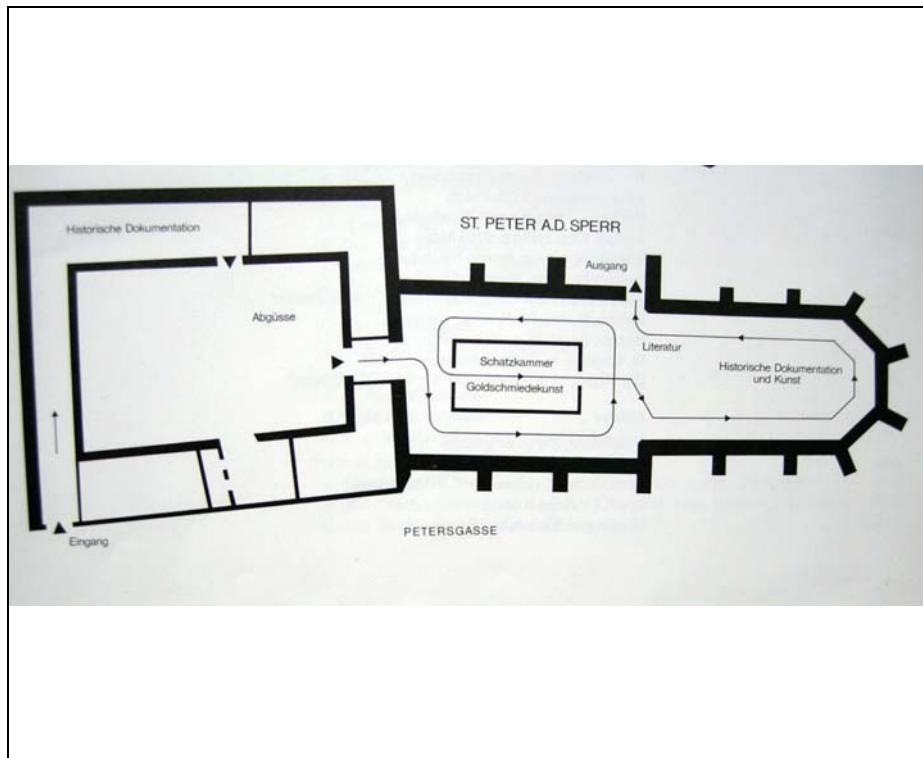 Historische Dokumentation
ST. PETER A.D. SPERR
Ausgang
Abgüsse
Literatur
Schatzkammer
Goldschmiedekunst
Historische Dokumentation
und Kunst
PETERSGASSE
Eingang